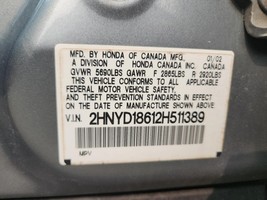 MFD. BY HONDA OF CANADA MFG. 01/02
A DIVISION OF HONDA CANADA INC. CANADA
GVWR 5690LBS GAWR F 2865LBS R 2920LBS
THIS VEHICLE CONFORMS TO ALL APPLICABLE
FEDERAL MOTOR VEHICLE SAFETY
AND THEFT PREVENTION STANDARDS IN EFFECT
ON THE DATE OF MANUFACTURE SHOWN ABOVE.
V.I.N. 2HNYD18612H511389
MPV